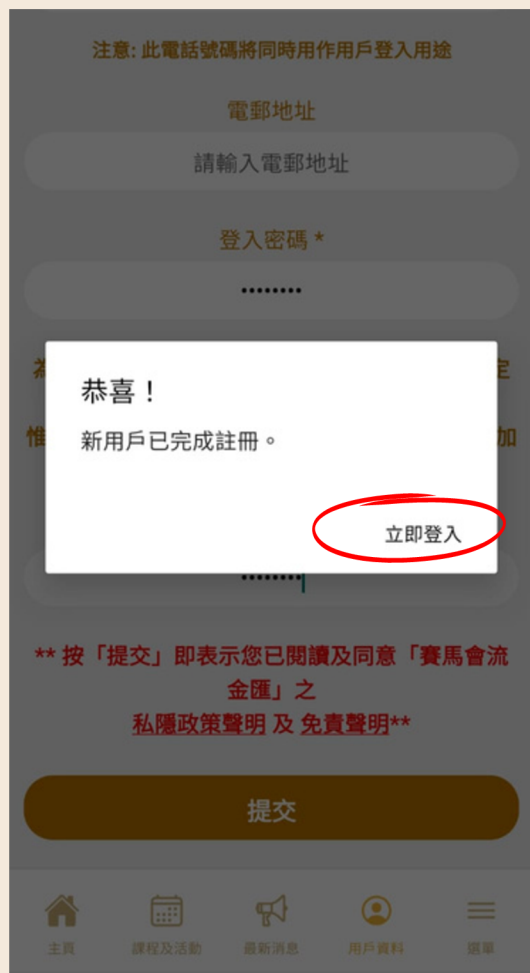 注意: 此電話號碼將同時用作用戶登入用途
電郵地址
請輸入電郵地址
登入密碼 *
••••••••
恭喜！
新用戶已完成註冊。
立即登入
••••••••
** 按「提交」即表示您已閱讀及同意「賽馬會流
金匯」之
私隱政策聲明 及 免責聲明**
提交
主頁
課程及活動
最新消息
用戶資料
選單